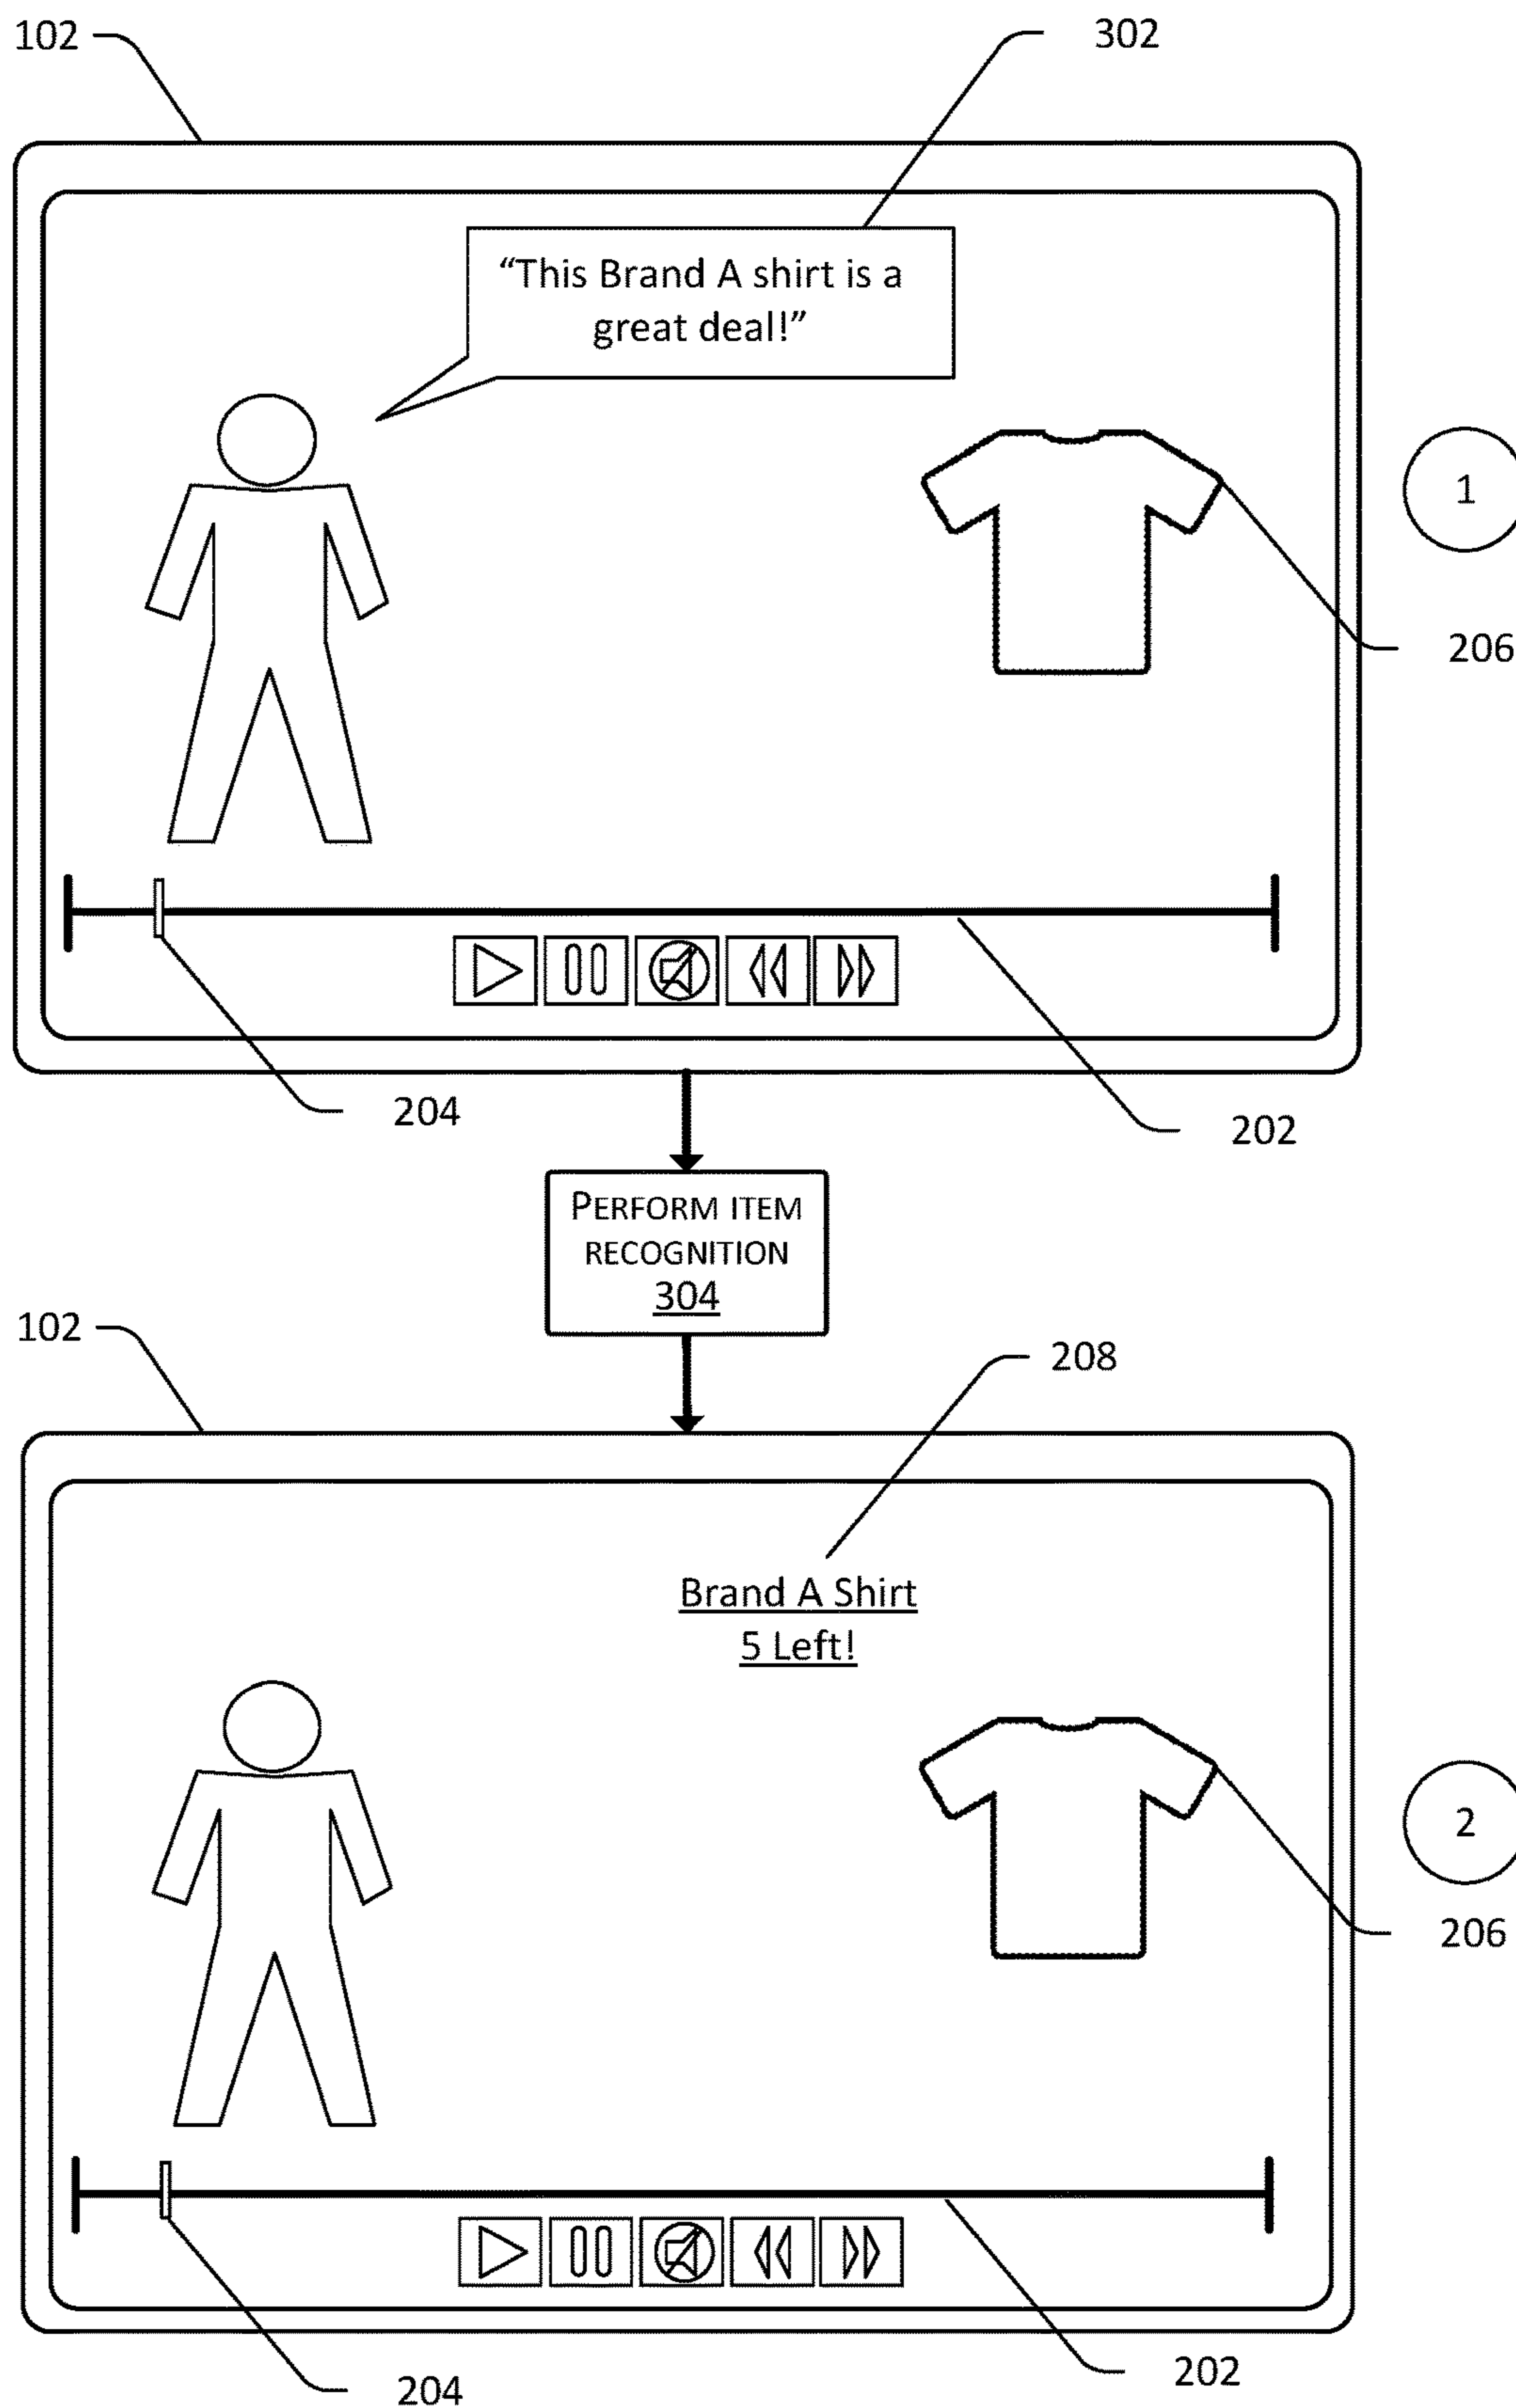 102
302
“This Brand A shirt is a
great deal!”
1
206
204
202
PERFORM ITEM
RECOGNITION
304
102
208
Brand A Shirt
5 Left!
2
206
202
204